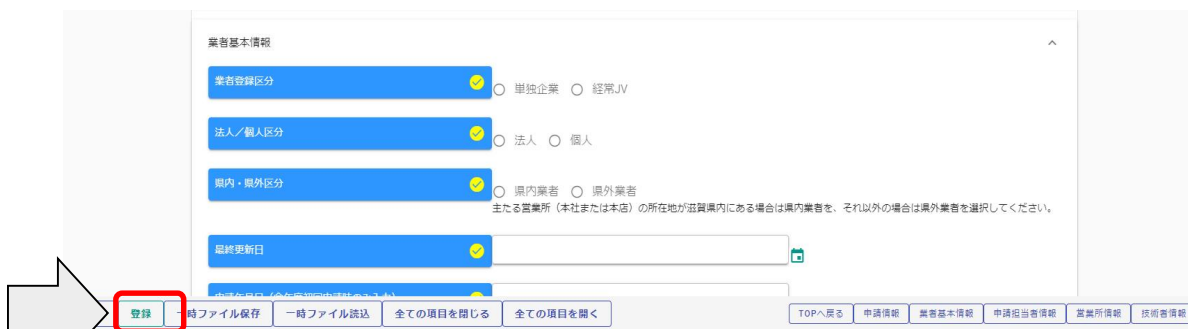 業者基本情報
業者登録区分
単独企業 経常JV
法人/個人区分
法人 個人
県内・県外区分
県内業者 県外業者
主たる営業所(本社または本店)の所在地が滋賀県内にある場合は県内業者を、それ以外の場合は県外業者を選択してください。
最終更新日
登録 一時ファイル保存 一時ファイル読込 全ての項目を閉じる 全ての項目を開く TOPへ戻る 申請情報 業者基本情報 申請担当者情報 営業所情報 技術者情報